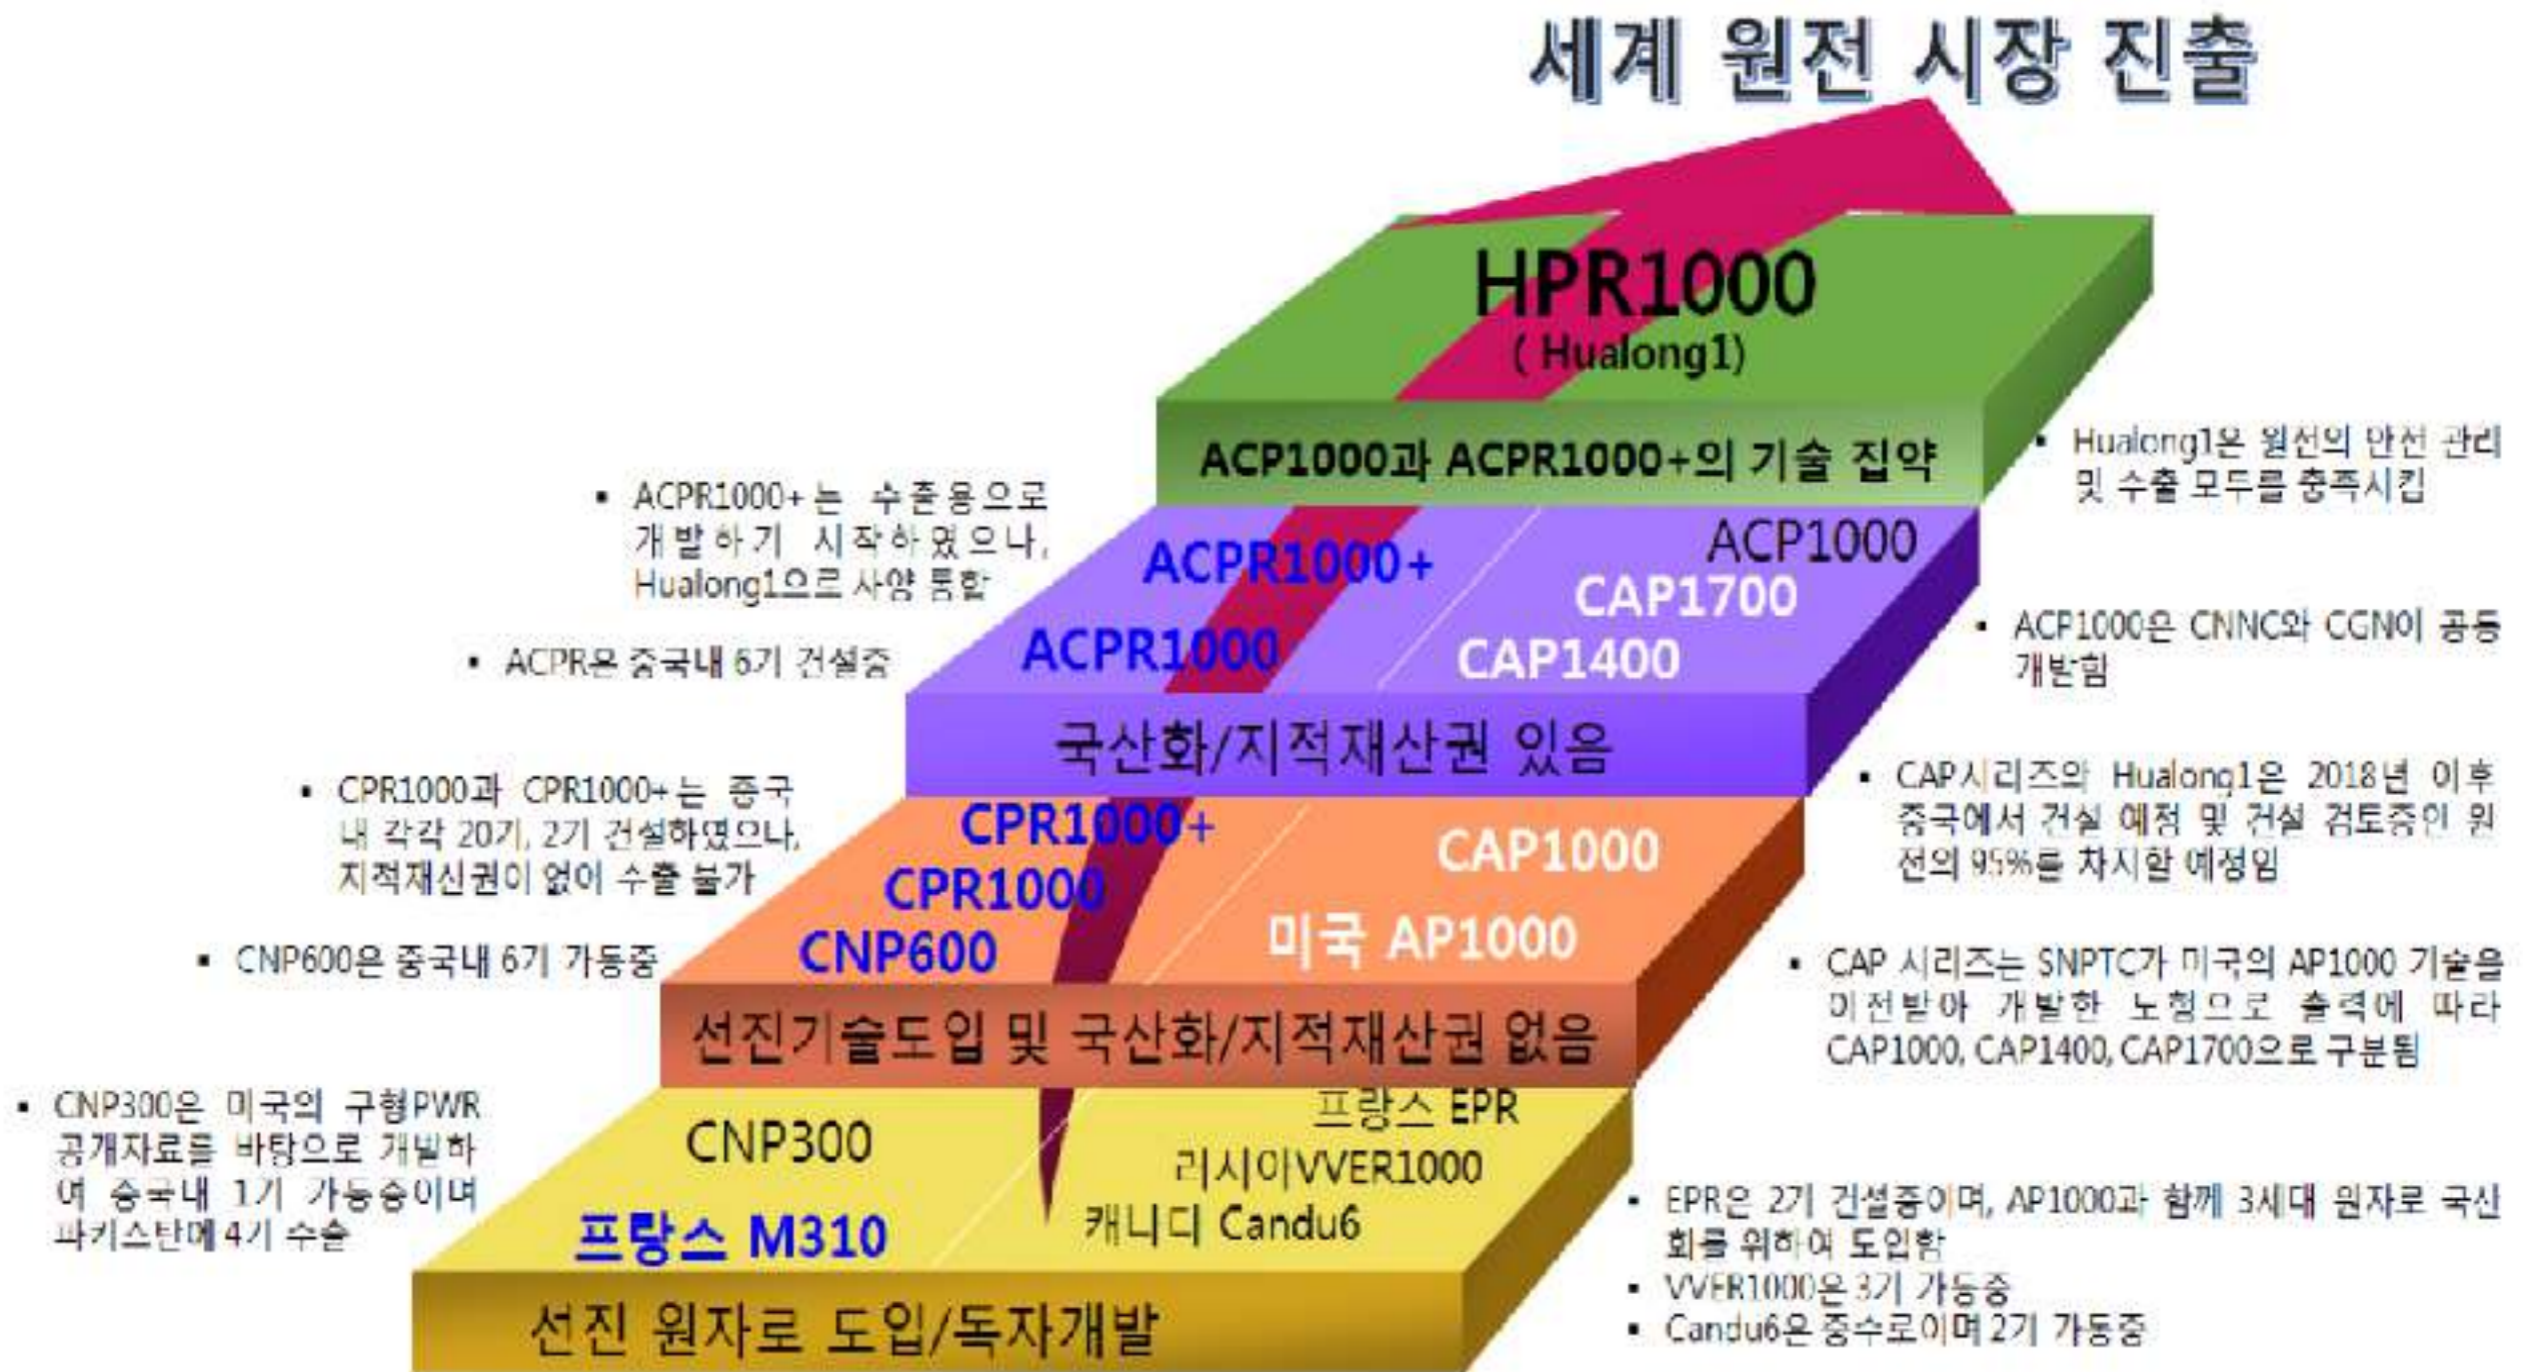 세계 원전 시장 진출
HPR1000
( Hualong1)
ACP1000과 ACPR1000+의 기술 집약
▪ Hualong1은 원전의 안전 관리
및 수출 모두를 충족시킴
▪ ACPR1000+는 수출용으로
개발하기 시작하였으나,
Hualong1으로 사양 통합
ACPR1000+
ACP1000
CAP1700
ACPR1000
CAP1400
▪ ACP1000은 CNNC와 CGN이 공동
개발함
▪ ACPR은 중국내 6기 건설중
국산화/지적재산권 있음
▪ CPR1000과 CPR1000+는 중국
내 각각 20기, 2기 건설하였으나,
지적재산권이 없어 수출 불가
CPR1000+
CAP1000
CPR1000
미국 AP1000
CNP600
▪ CAP시리즈와 Hualong1은 2018년 이후
중국에서 건설 예정 및 건설 검토중인 원
전의 95%를 차지할 예정임
▪ CNP600은 중국내 6기 가동중
선진기술도입 및 국산화/지적재산권 없음
▪ CAP 시리즈는 SNPTC가 미국의 AP1000 기술을
이전받아 개발한 노형으로 출력에 따라
CAP1000, CAP1400, CAP1700으로 구분됨
▪ CNP300은 미국의 구형PWR
공개자료를 바탕으로 개발하
여 중국내 1기 가동중이며
파키스탄에 4기 수출
CNP300
프랑스 EPR
러시아VVER1000
프랑스 M310
캐나다 Candu6
▪ EPR은 2기 건설중이며, AP1000과 함께 3세대 원자로 국산
화를 위하여 도입함
▪ VVER1000은 3기 가동중
▪ Candu6은 중수로이며 2기 가동중
선진 원자로 도입/독자개발